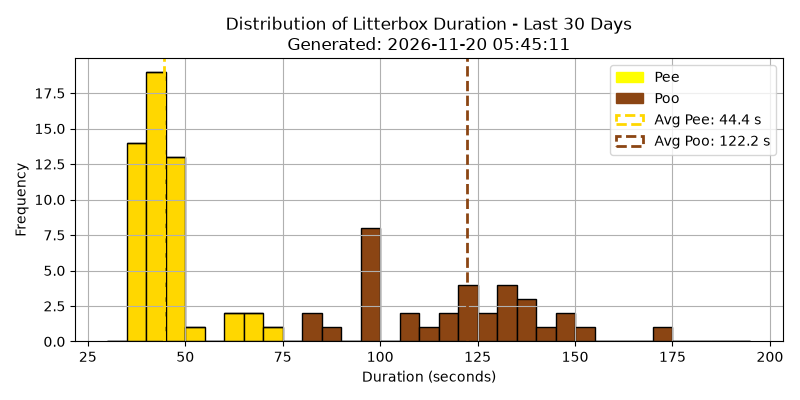 Distribution of Litterbox Duration - Last 30 Days
Generated: 2026-11-20 05:45:11
Frequency
17.5
15.0
12.5
10.0
7.5
5.0
2.5
0.0
Pee
Poo
Avg Pee: 44.4 s
Avg Poo: 122.2 s
25 50 75 100 125 150 175 200
Duration (seconds)